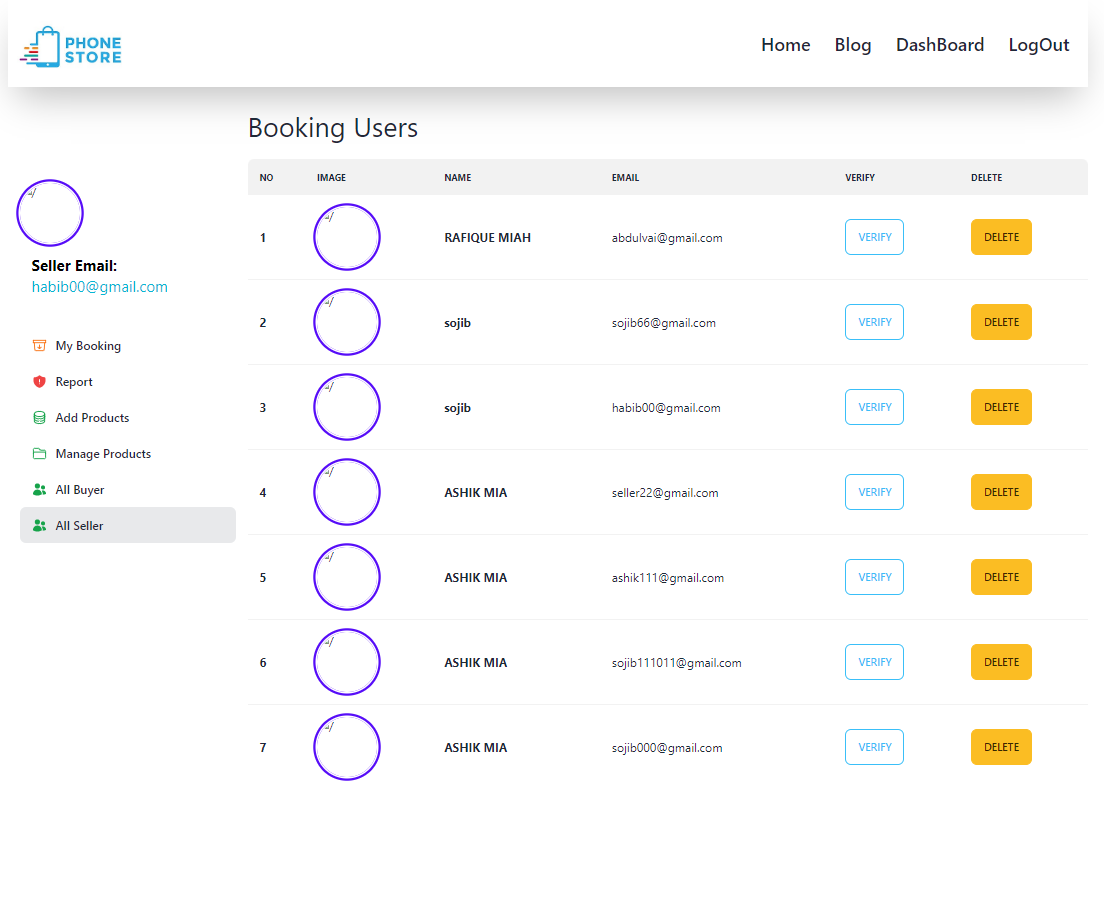 PHONE
STORE
Home Blog DashBoard LogOut
Seller Email:
habib00@gmail.com
My Booking
Report
Add Products
Manage Products
All Buyer
All Seller
Booking Users
NO IMAGE NAME EMAIL VERIFY DELETE
1 RAFIQUE MIAH abdulvai@gmail.com VERIFY DELETE
2 sojib sojib66@gmail.com VERIFY DELETE
3 sojib habib00@gmail.com VERIFY DELETE
4 ASHIK MIA seller22@gmail.com VERIFY DELETE
5 ASHIK MIA ashik111@gmail.com VERIFY DELETE
6 ASHIK MIA sojib111011@gmail.com VERIFY DELETE
7 ASHIK MIA sojib000@gmail.com VERIFY DELETE